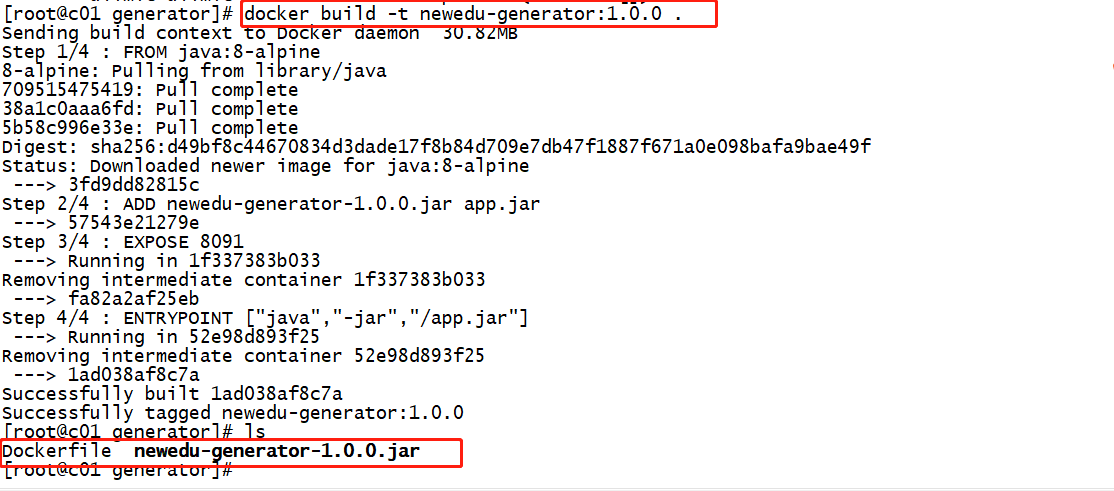 [root@c01 generator]# docker build -t newedu-generator:1.0.0 .
Sending build context to Docker daemon  30.82MB
Step 1/4 : FROM java:8-alpine
8-alpine: Pulling from library/java
709515475419: Pull complete
38a1c0aaa6fd: Pull complete
5b58c996e33e: Pull complete
Digest: sha256:d49bf8c44670834d3dade17f8b84d709e7db47f1887f671a0e098bafa9bae49f
Status: Downloaded newer image for java:8-alpine
 ---> 3fd9dd82815c
Step 2/4 : ADD newedu-generator-1.0.0.jar app.jar
 ---> 57543e21279e
Step 3/4 : EXPOSE 8091
 ---> Running in 1f337383b033
Removing intermediate container 1f337383b033
 ---> fa82a2af25eb
Step 4/4 : ENTRYPOINT ["java","-jar","/app.jar"]
 ---> Running in 52e98d893f25
Removing intermediate container 52e98d893f25
 ---> 1ad038af8c7a
Successfully built 1ad038af8c7a
Successfully tagged newedu-generator:1.0.0
[root@c01 generator]# ls
Dockerfile  newedu-generator-1.0.0.jar
[root@c01 generator]#